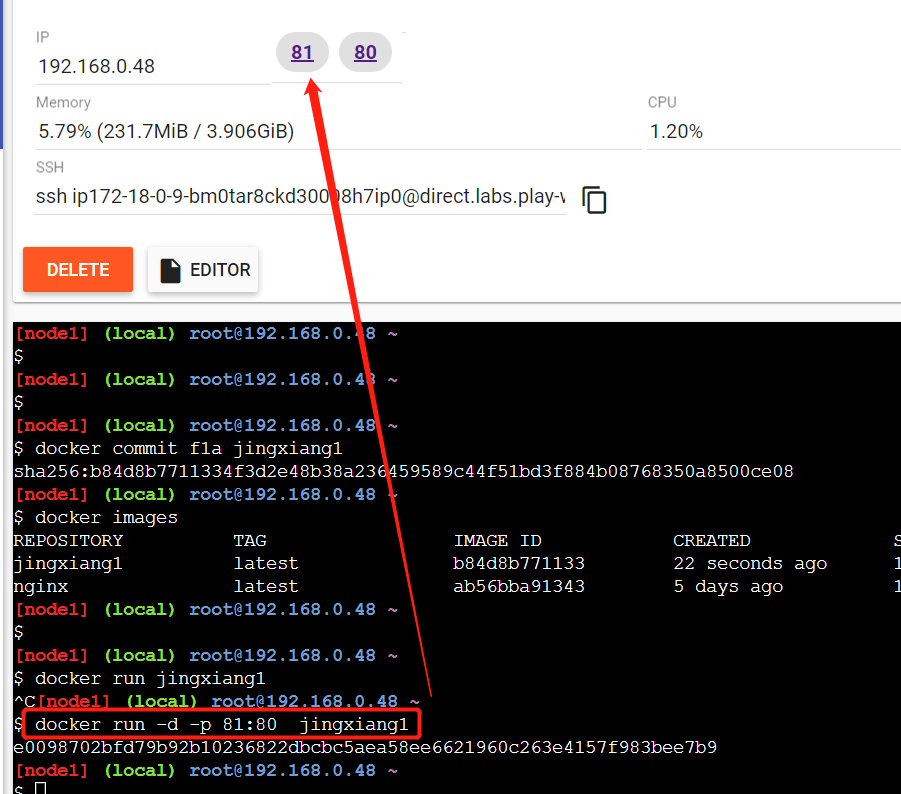 IP
192.168.0.48
81
80
Memory
CPU
5.79% (231.7MiB / 3.906GiB)
1.20%
SSH
ssh ip172-18-0-9-bm0tar8ckd30008h7ip0@direct.labs.play-w
DELETE
EDITOR
[node1] (local) root@192.168.0.48 ~
$
[node1] (local) root@192.168.0.48 ~
$
[node1] (local) root@192.168.0.48 ~
$ docker commit f1a jingxiang1
sha256:b84d8b7711334f3d2e48b38a236459589c44f51bd3f884b08768350a8500ce08
[node1] (local) root@192.168.0.48 ~
$ docker images
REPOSITORY TAG IMAGE ID CREATED S
jingxiang1 latest b84d8b771133 22 seconds ago 1
nginx latest ab56bba91343 5 days ago 1
[node1] (local) root@192.168.0.48 ~
$
[node1] (local) root@192.168.0.48 ~
$ docker run jingxiang1
^C[node1] (local) root@192.168.0.48 ~
$ docker run -d -p 81:80 jingxiang1
e0098702bfd79b92b10236822dbcbc5aea58ee6621960c263e4157f983bee7b9
[node1] (local) root@192.168.0.48 ~
$